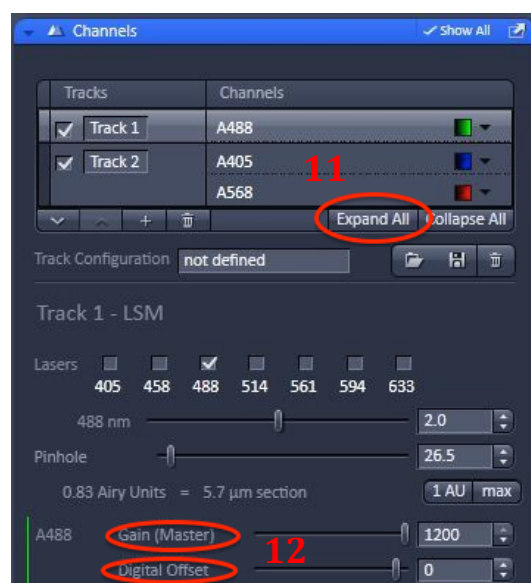 Channels Show All
Tracks Channels
Track 1 A488
Track 2 A405
11
A568
Expand All Collapse All
Track Configuration not defined
Track 1 - LSM
Lasers
405 458 488 514 561 594 633
488 nm 2.0
Pinhole 26.5
0.83 Airy Units = 5.7 µm section 1 AU max
A488 Gain (Master) 1200
12
Digital Offset 0